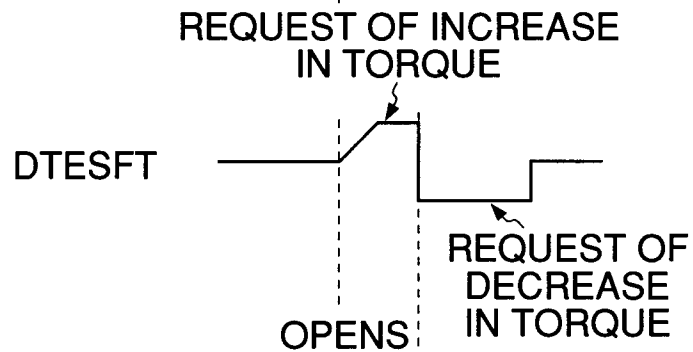 REQUEST OF INCREASE
IN TORQUE
DTESFT
REQUEST OF
DECREASE
IN TORQUE
OPENS